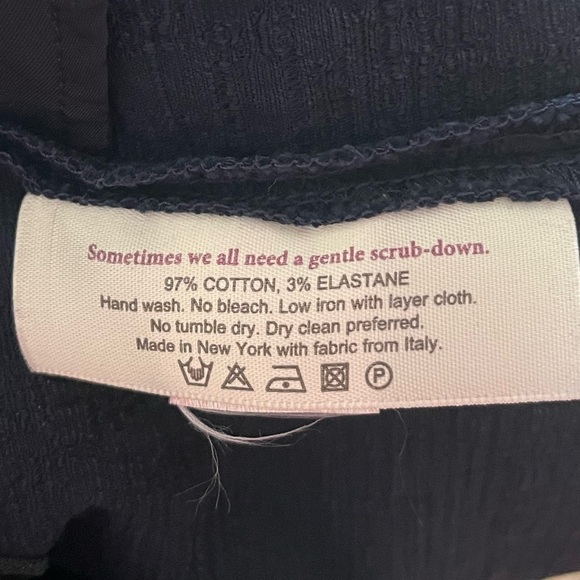 Sometimes we all need a gentle scrub-down.
97% COTTON, 3% ELASTANE
Hand wash. No bleach. Low iron with layer cloth.
No tumble dry. Dry clean preferred.
Made in New York with fabric from Italy.
P